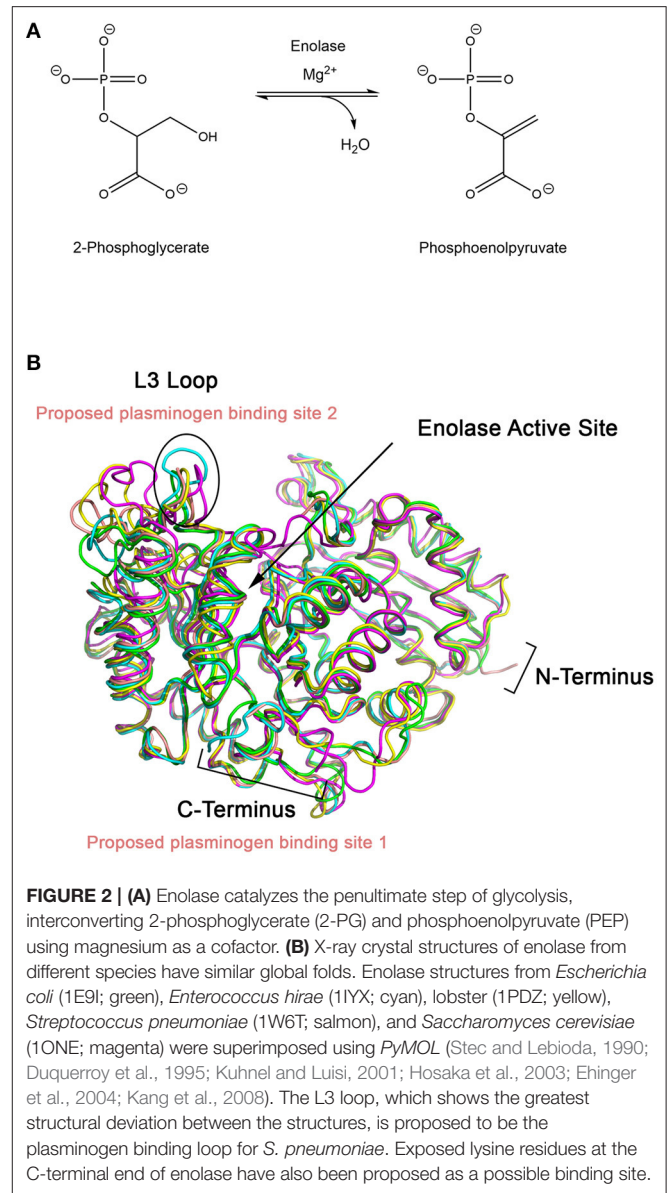 A
O⊖
⊖O P O
O
OH
O O⊖
2-Phosphoglycerate
Enolase
Mg2+
H2O
O⊖
⊖O P O
O
O O⊖
Phosphoenolpyruvate
B
L3 Loop
Proposed plasminogen binding site 2
Enolase Active Site
N-Terminus
C-Terminus
Proposed plasminogen binding site 1
FIGURE 2 | (A) Enolase catalyzes the penultimate step of glycolysis,
interconverting 2-phosphoglycerate (2-PG) and phosphoenolpyruvate (PEP)
using magnesium as a cofactor. (B) X-ray crystal structures of enolase from
different species have similar global folds. Enolase structures from Escherichia
coli (1E9I; green), Enterococcus hirae (1IYX; cyan), lobster (1PDZ; yellow),
Streptococcus pneumoniae (1W6T; salmon), and Saccharomyces cerevisiae
(1ONE; magenta) were superimposed using PyMOL (Stec and Lebioda, 1990;
Duquerroy et al., 1995; Kuhnel and Luisi, 2001; Hosaka et al., 2003; Ehinger
et al., 2004; Kang et al., 2008). The L3 loop, which shows the greatest
structural deviation between the structures, is proposed to be the
plasminogen binding loop for S. pneumoniae. Exposed lysine residues at the
C-terminal end of enolase have also been proposed as a possible binding site.